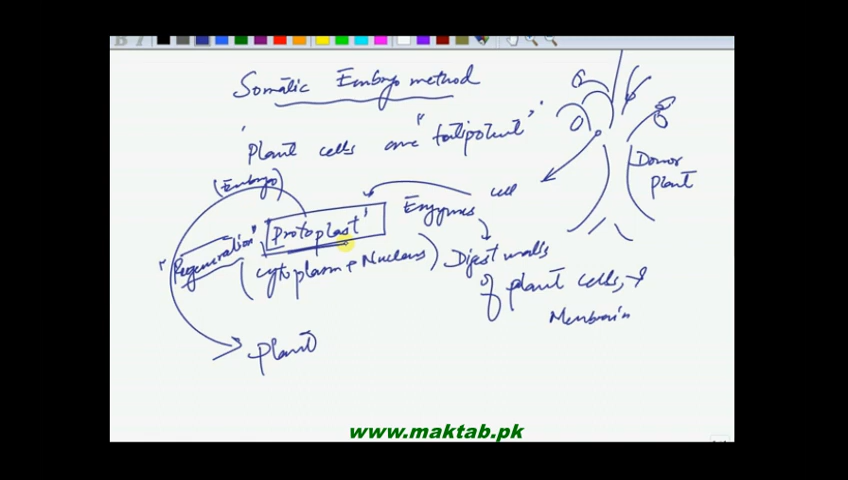 Somatic Embryo method
'Plant cells are "totipotent"'
Donor
plant
(Embryo)
cell
Enzymes
"Regeneration"
"Protoplast"
(cytoplasm + Nucleus)
Digest walls
of plant cells,
Membrain
plant
www.maktab.pk